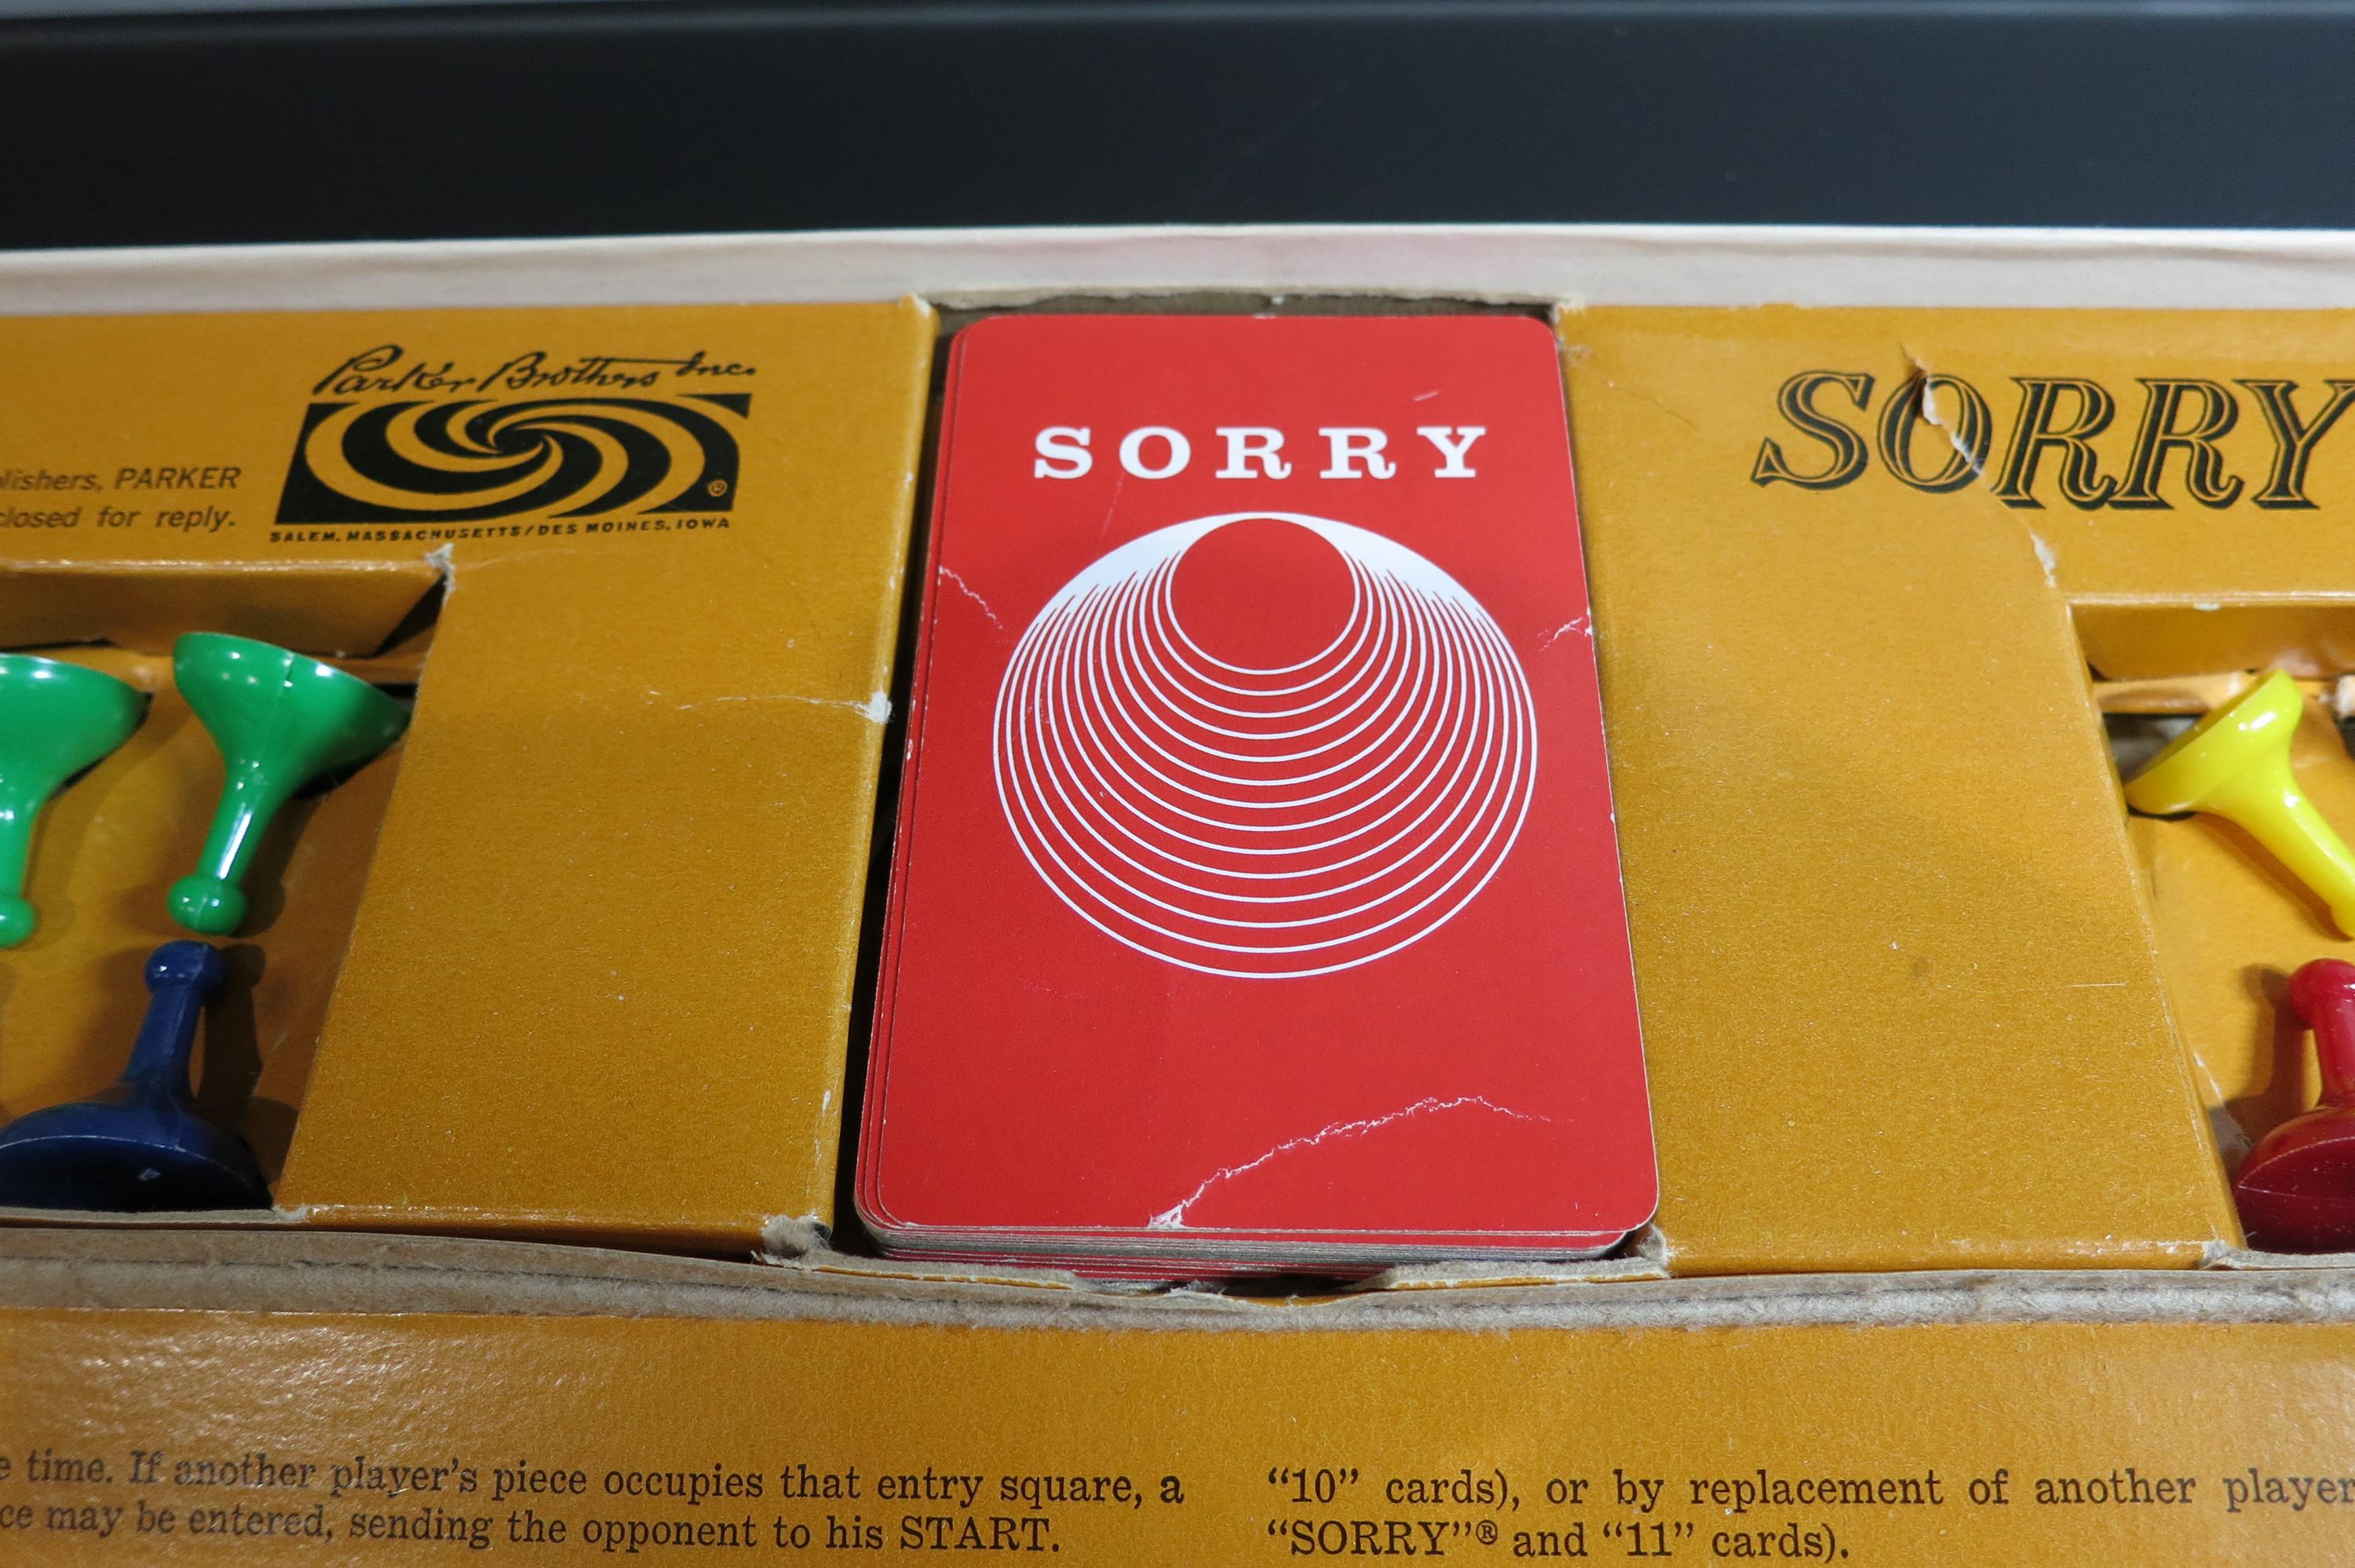 Parker Brothers Inc.
PARKER
closed for reply.
®
SALEM, MASSACHUSETTS/DES MOINES, IOWA
SORRY
SORRY
time. If another player's piece occupies that entry square, a
may be entered, sending the opponent to his START.
“10” cards), or by replacement of another player
“SORRY”® and “11” cards).